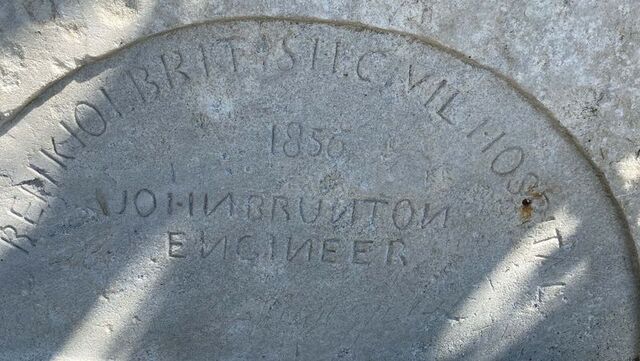 RENKIOI. BRITISH. CIVIL HOSPITAL
1856
JOHN BRUNTON
ENGINEER